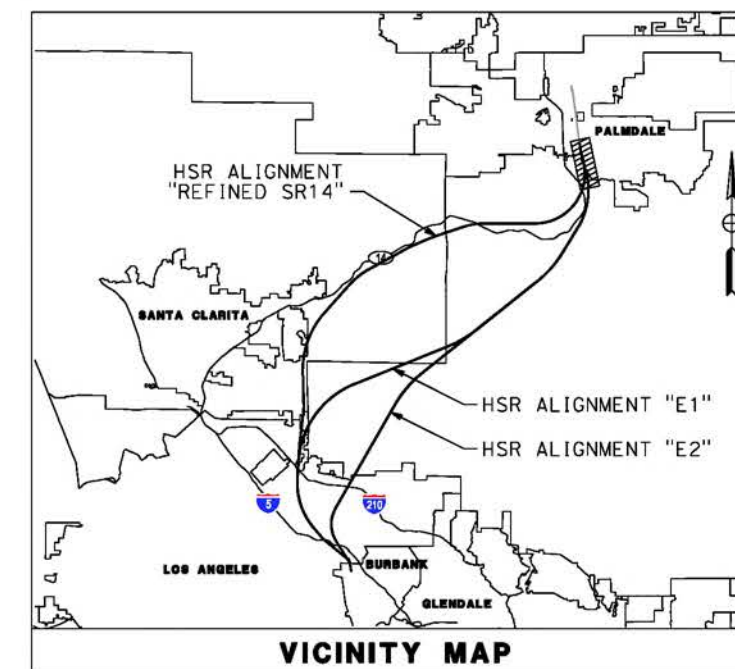 PALMDALE
HSR ALIGNMENT
"REFINED SR14"
14
SANTA CLARITA
HSR ALIGNMENT "E1"
HSR ALIGNMENT "E2"
5
210
LOS ANGELES
BURBANK
GLENDALE
VICINITY MAP